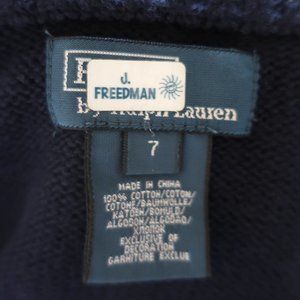 J.
FREEDMAN
by Ralph Lauren
7
MADE IN CHINA
100% COTTON/COTON/
COTONE/BAUMWOLLE/
KATOEN/BOMULD/
ALGODON/ALGODAO/
EXCLUSIVE OF
DECORATION
GARNITURE EXCLUE